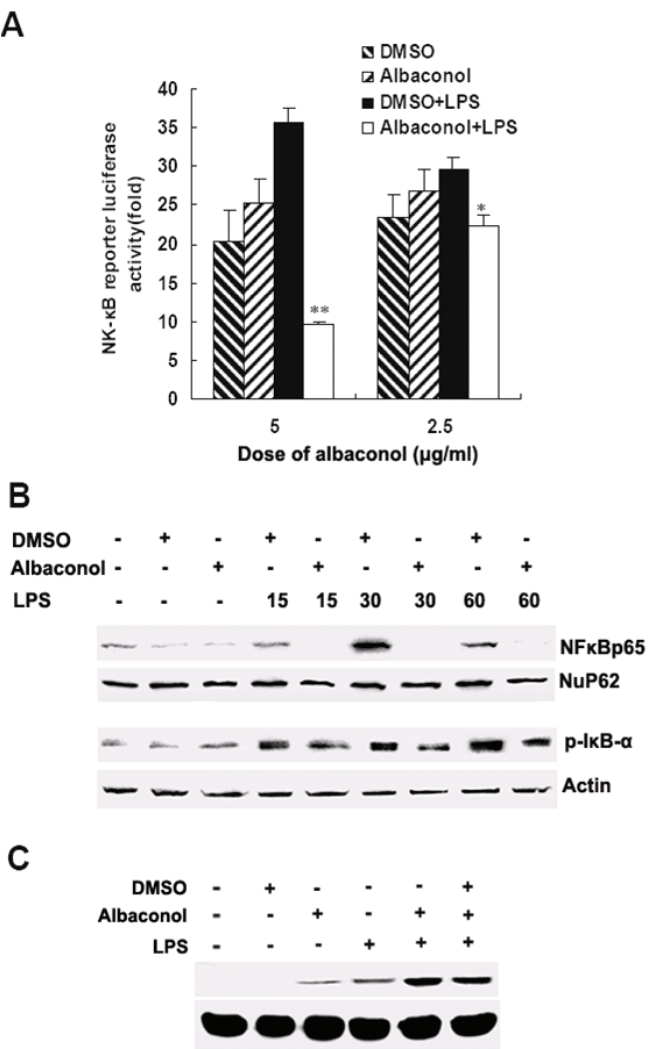 A
DMSO
Albaconol
DMSO+LPS
Albaconol+LPS
NK-κB reporter luciferase
activity(fold)
40
35
30
25
20
15
10
5
0
**
*
5 2.5
Dose of albaconol (µg/ml)
B
DMSO - + - + - + - + -
Albaconol - - + - + - + - +
LPS - - - 15 15 30 30 60 60
NFκBp65
NuP62
p-IκB-α
Actin
C
DMSO - + - - - +
Albaconol - - + - + +
LPS - - - + + +